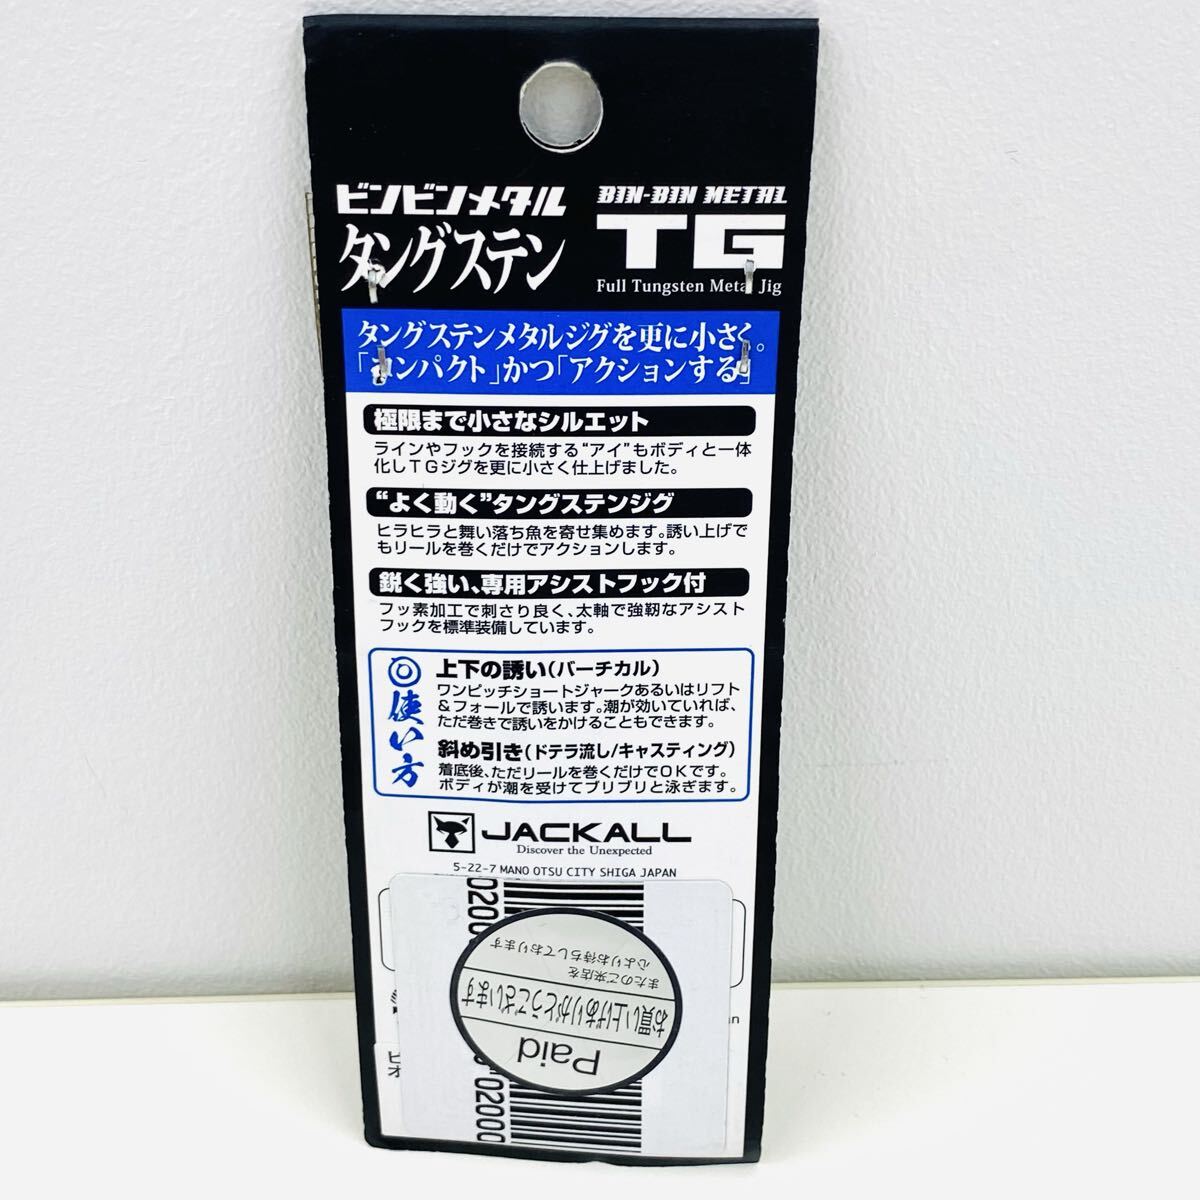 ビンビンメタル
タングステン
BIN-BIN METAL
TG
Full Tungsten Metal Jig
タングステンメタルジグを更に小さく。
「コンパクト」かつ「アクションする」
極限まで小さなシルエット
ラインやフックを接続する“アイ”もボディと一体
化しTGジグを更に小さく仕上げました。
“よく動く”タングステンジグ
ヒラヒラと舞い落ち魚を寄せ集めます。誘い上げで
もリールを巻くだけでアクションします。
鋭く強い、専用アシストフック付
フッ素加工で刺さり良く、太軸で強靭なアシスト
フックを標準装備しています。
◎使い方
上下の誘い(バーチカル)
ワンピッチショートジャークあるいはリフト
&フォールで誘います。潮が効いていれば、
ただ巻きで誘いをかけることもできます。
斜め引き(ドテラ流し/キャスティング)
着底後、ただリールを巻くだけでOKです。
ボディが潮を受けてブリブリと泳ぎます。
JACKALL
Discover the Unexpected
5-22-7 MANO OTSU CITY SHIGA JAPAN
Paid
お買い上げありがとうございます
またのご来店を
心よりお待ちしております
02000